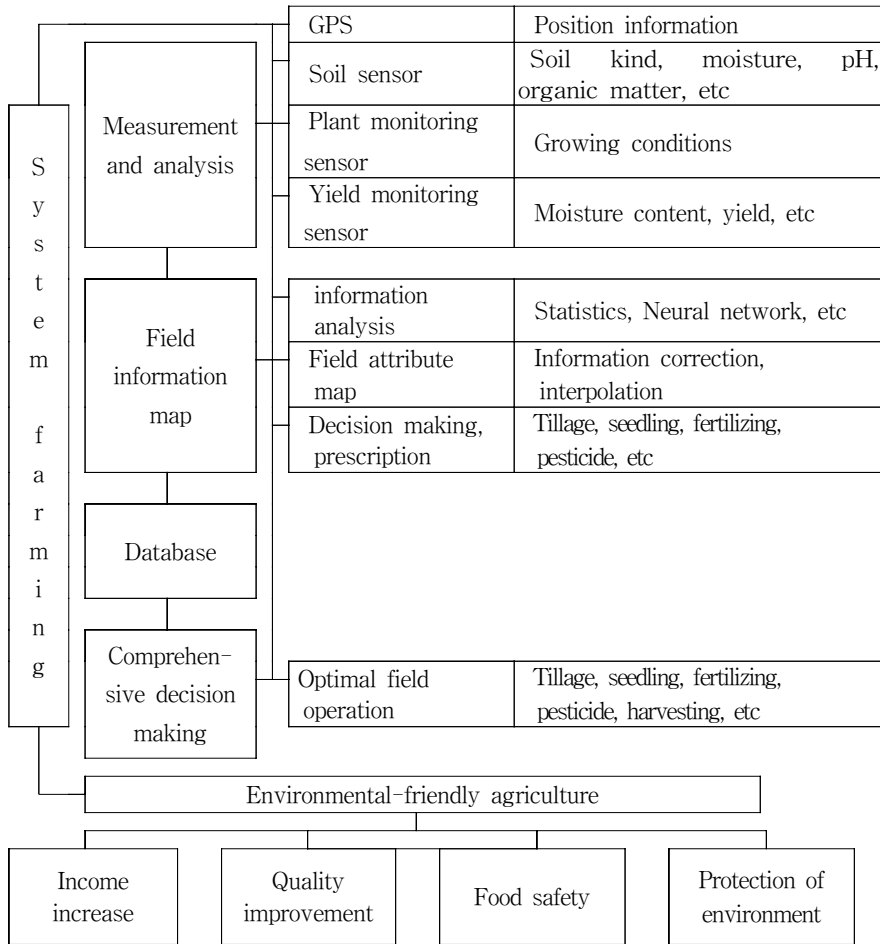 System farming
Measurement
and analysis
GPS
Position information
Soil sensor
Soil kind, moisture, pH,
organic matter, etc
Plant monitoring
sensor
Growing conditions
Yield monitoring
sensor
Moisture content, yield, etc
Field
information
map
information
analysis
Statistics, Neural network, etc
Field attribute
map
Information correction,
interpolation
Decision making,
prescription
Tillage, seedling, fertilizing,
pesticide, etc
Database
Comprehen-
sive decision
making
Optimal field
operation
Tillage, seedling, fertilizing,
pesticide, harvesting, etc
Environmental-friendly agriculture
Income
increase
Quality
improvement
Food safety
Protection of
environment